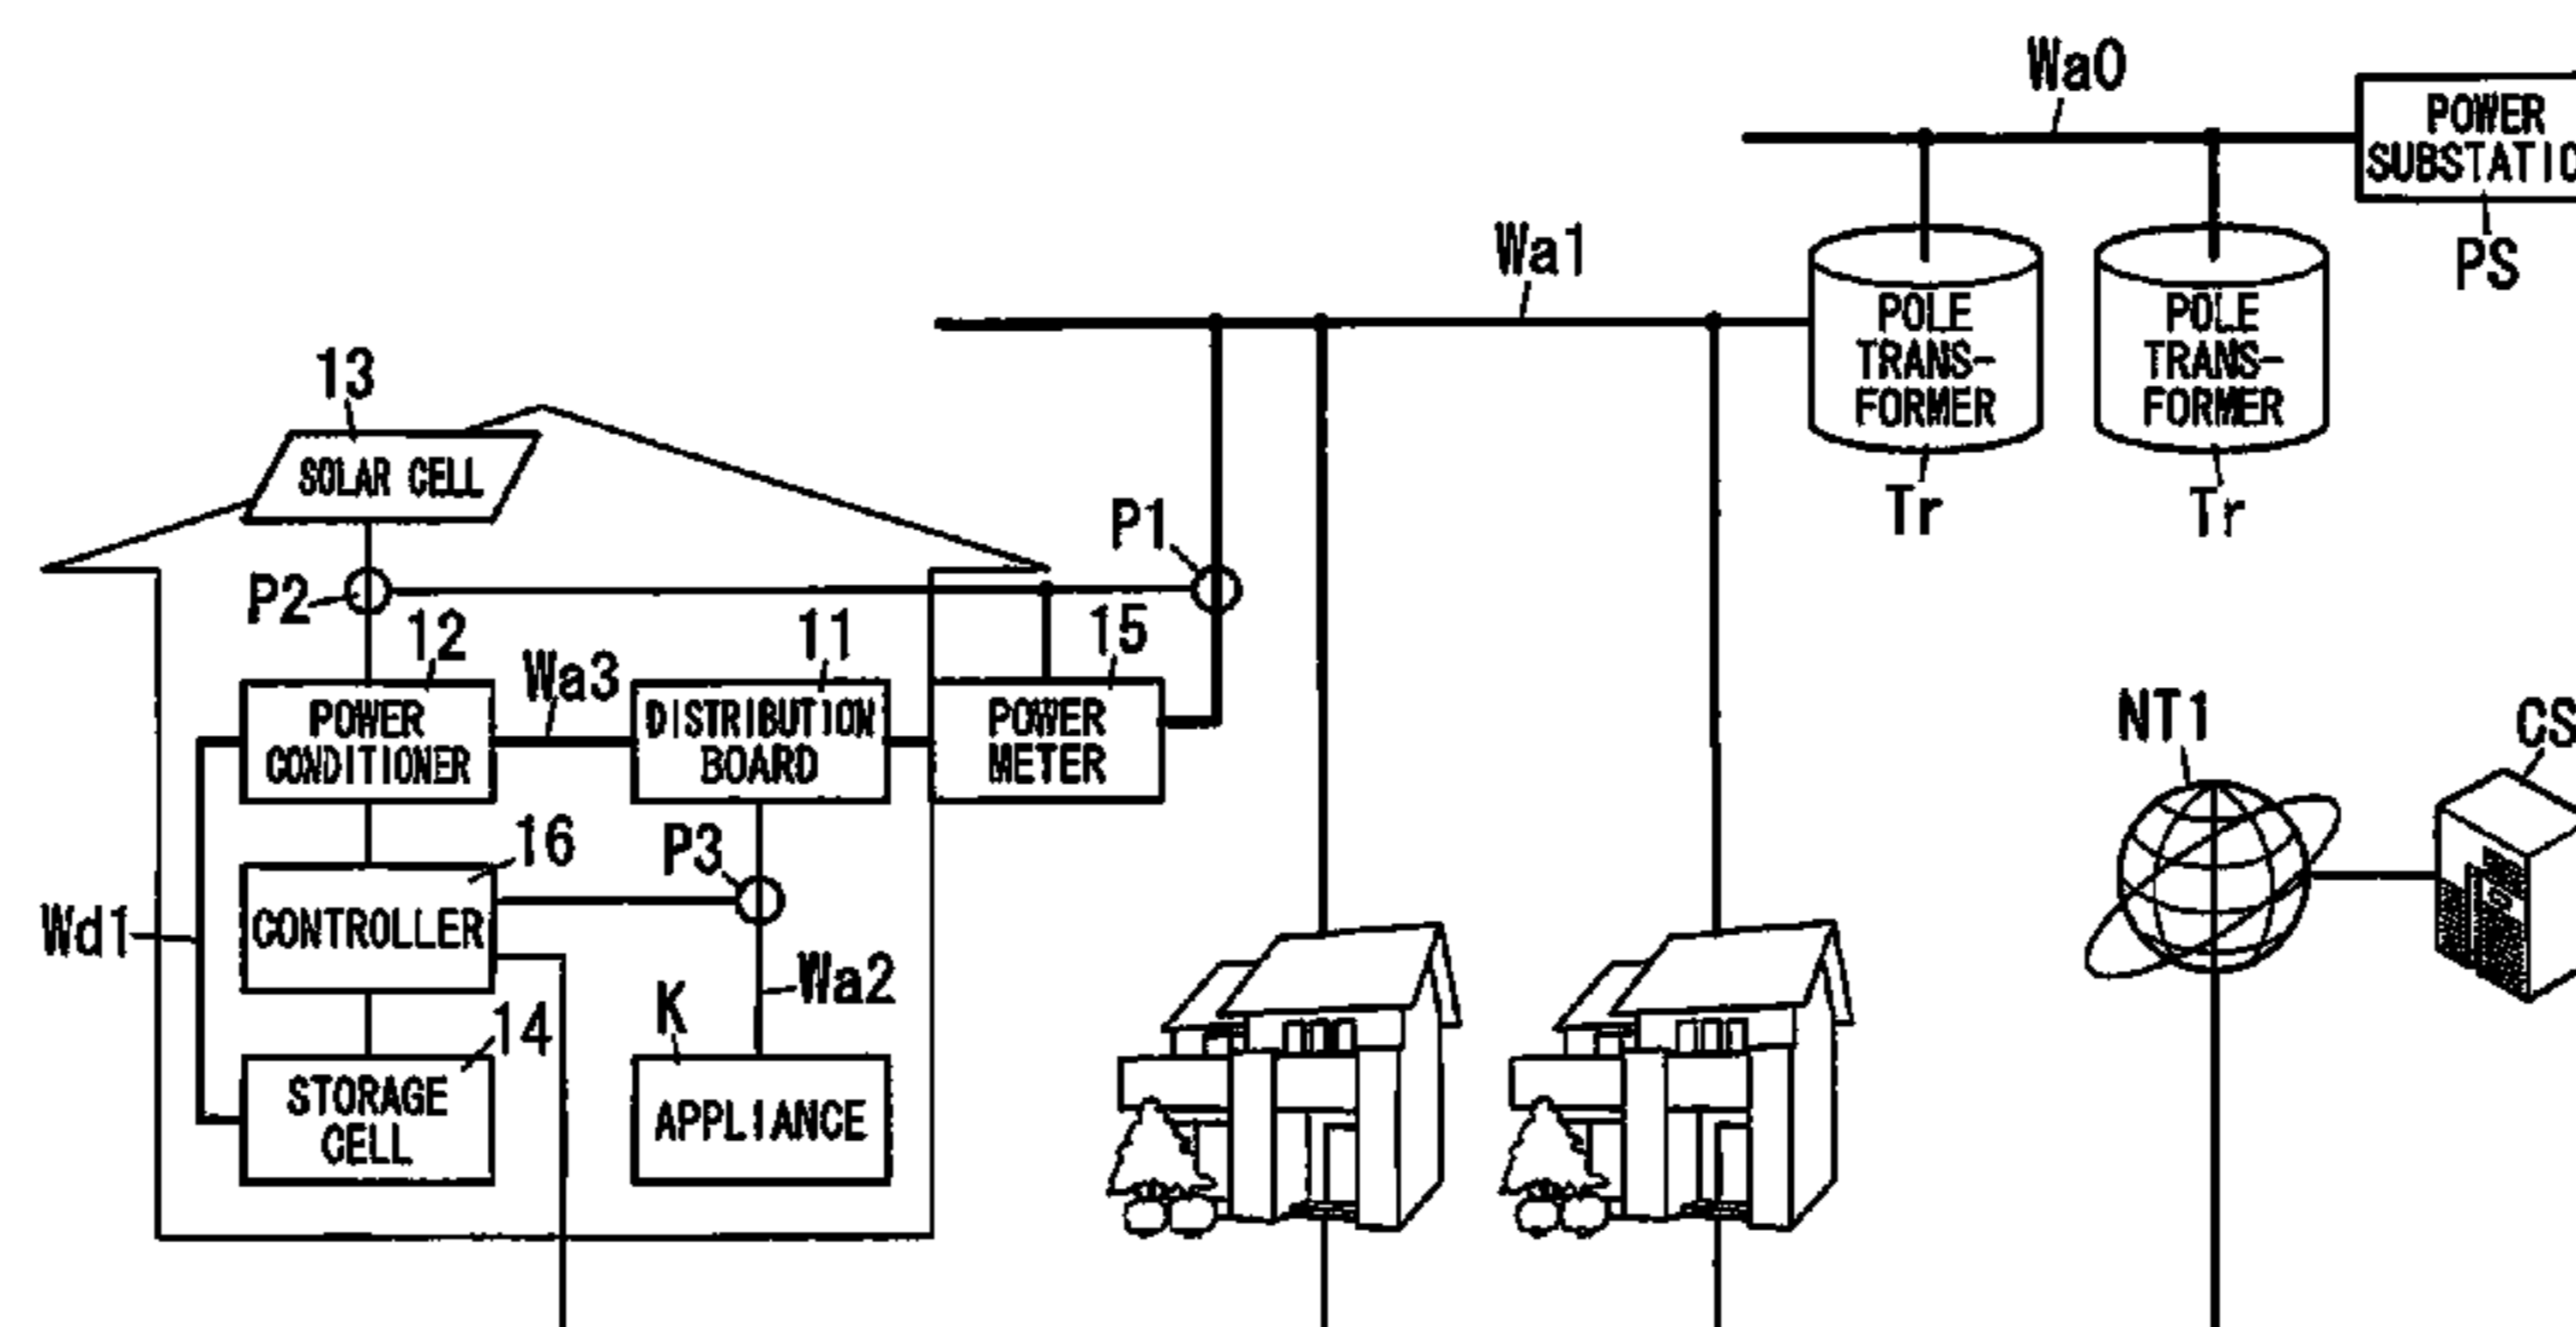 Wa0
POWER
SUBSTATIO
PS
Wa1
POLE
TRANS-
FORMER
Tr
POLE
TRANS-
FORMER
Tr
13
SOLAR CELL
P1
P2
12
Wa3
11
15
POWER
CONDITIONER
DISTRIBUTION
BOARD
POWER
METER
NT1
CS
16
P3
CONTROLLER
Wd1
Wa2
K
14
STORAGE
CELL
APPLIANCE